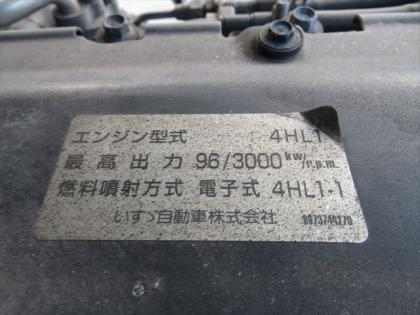 エンジン型式 4HL1
最高出力 96/3000 kW/r.p.m.
燃料噴射方式 電子式 4HL1-1
いすゞ自動車株式会社